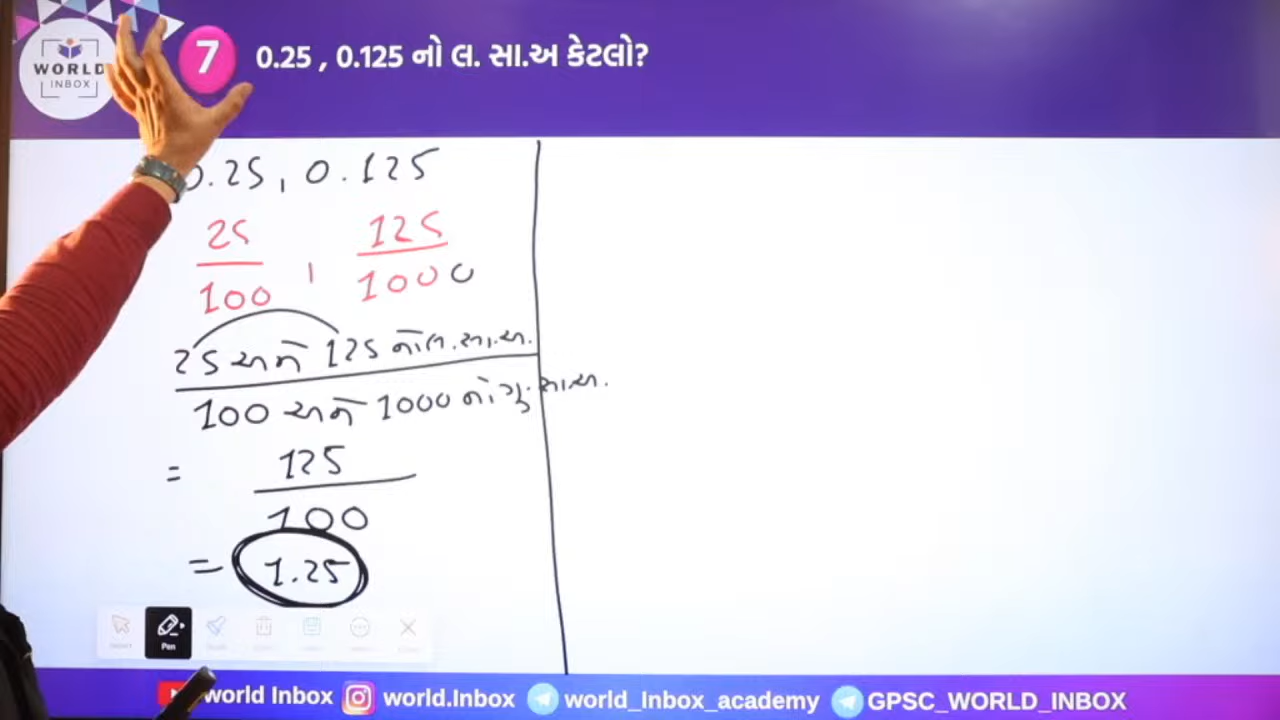 WORLD
INBOX
7 0.25 , 0.125 નો લ. સા.અ કેટલો?
0.25, 0.125
25/100 , 125/1000
25 અને 125 નો લ.સા.અ.
100 અને 1000 નો ગુ.સા.અ.
= 125/100
= 1.25
Pen
world Inbox world.Inbox world_Inbox_academy GPSC_WORLD_INBOX